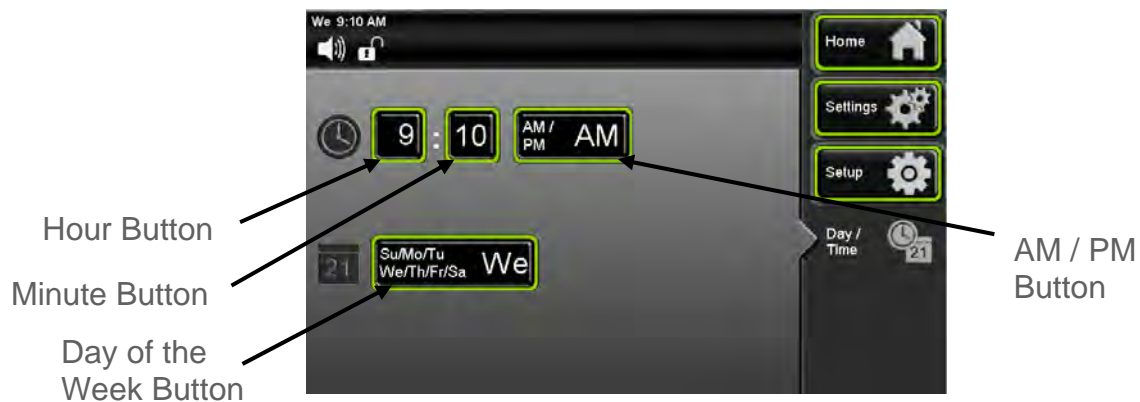 We 9:10 AM
Home
Settings
9 : 10 AM / PM AM
Setup
Hour Button
Day / Time
21
Su/Mo/Tu
We/Th/Fr/Sa We
21
AM / PM
Button
Minute Button
Day of the
Week Button